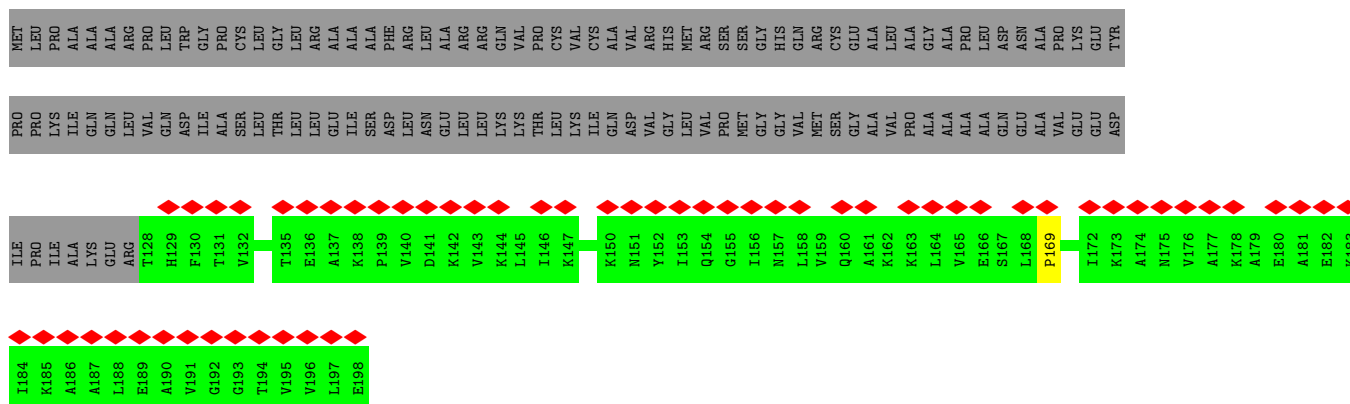 MET LEU PRO ALA ALA ALA ARG PRO LEU TRP GLY PRO CYS LEU GLY LEU ARG ALA ALA ALA PHE ARG LEU ALA ARG ARG GLN VAL PRO CYS VAL CYS ALA VAL ARG HIS MET ARG SER SER GLY HIS GLN ARG CYS GLU ALA LEU ALA GLY ALA PRO LEU ASP ASN ALA PRO LYS GLU TYR
PRO PRO LYS ILE GLN GLN LEU VAL GLN ASP ILE ALA SER LEU THR LEU LEU GLU ILE SER ASP LEU ASN GLU LEU LEU LYS LYS THR LEU LYS ILE GLN ASP VAL GLY LEU VAL PRO MET GLY GLY VAL MET SER GLY ALA VAL PRO ALA ALA ALA ALA GLN GLU ALA VAL GLU GLU ASP
ILE PRO ILE ALA LYS GLU ARG T128 H129 F130 T131 V132 T135 E136 A137 K138 P139 V140 D141 K142 V143 K144 L145 I146 K147 K150 N151 Y152 I153 Q154 G155 I156 N157 L158 V159 Q160 A161 K162 K163 L164 V165 E166 S167 L168 P169 I172 K173 A174 N175 V176 A177 K178 A179 E180 A181 E182 K183
I184 K185 A186 A187 L188 E189 A190 V191 G192 G193 T194 V195 V196 L197 E198